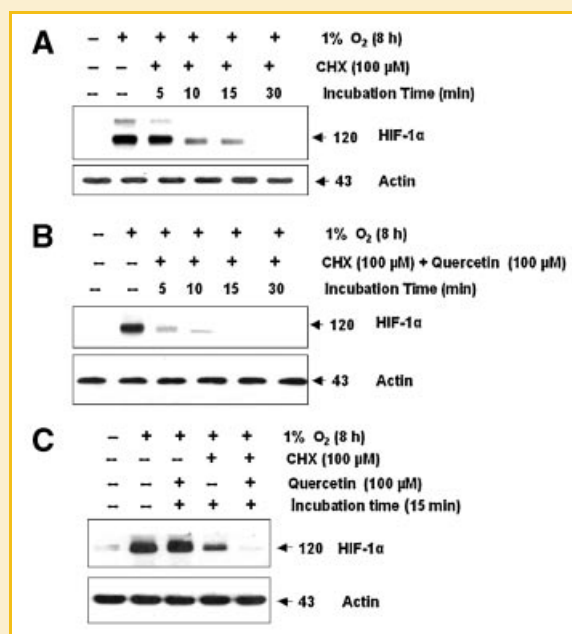 A
-- + + + + + 1% O₂ (8 h)
-- -- + + + + CHX (100 µM)
-- -- 5 10 15 30 Incubation Time (min)
120 HIF-1α
43 Actin
B
-- + + + + + 1% O₂ (8 h)
-- -- + + + + CHX (100 µM) + Quercetin (100 µM)
-- -- 5 10 15 30 Incubation Time (min)
120 HIF-1α
43 Actin
C
-- + + + + 1% O₂ (8 h)
-- -- -- + + CHX (100 µM)
-- -- + -- + Quercetin (100 µM)
-- -- + + + Incubation time (15 min)
120 HIF-1α
43 Actin